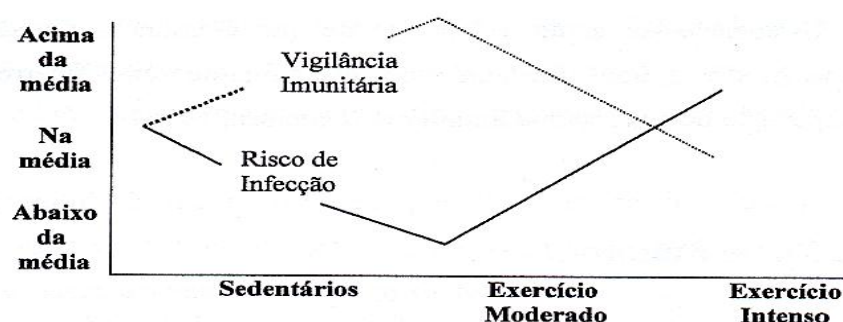 Acima
da
média
Na
média
Abaixo
da
média
Vigilância
Imunitária
Risco de
Infecção
Sedentários
Exercício
Moderado
Exercício
Intenso